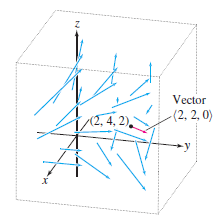 z
Vector
(2, 2, 0)
(2, 4, 2)
y
x